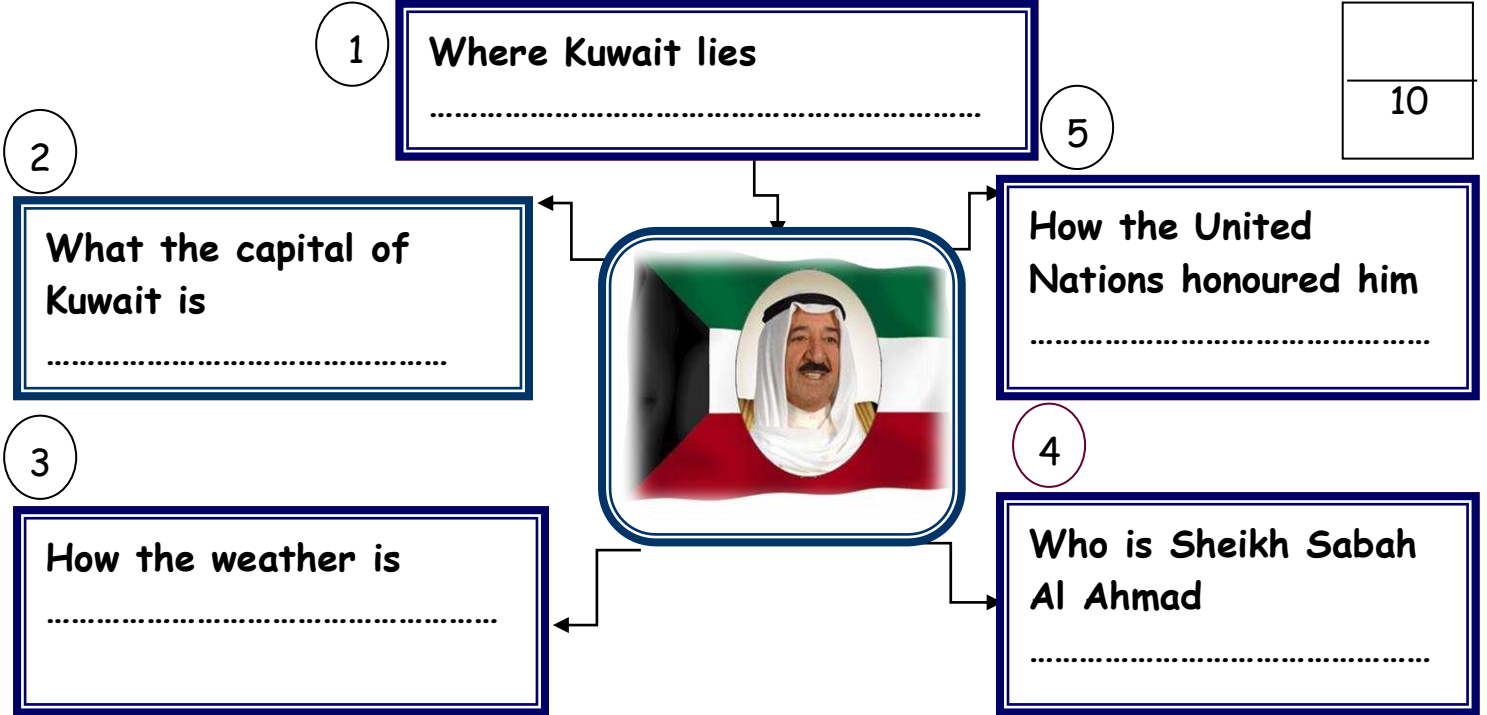 1
Where Kuwait lies
……………………………………………………………
10
2
What the capital of
Kuwait is
…………………………………………
3
How the weather is
………………………………………………
5
How the United
Nations honoured him
…………………………………………
4
Who is Sheikh Sabah
Al Ahmad
…………………………………………